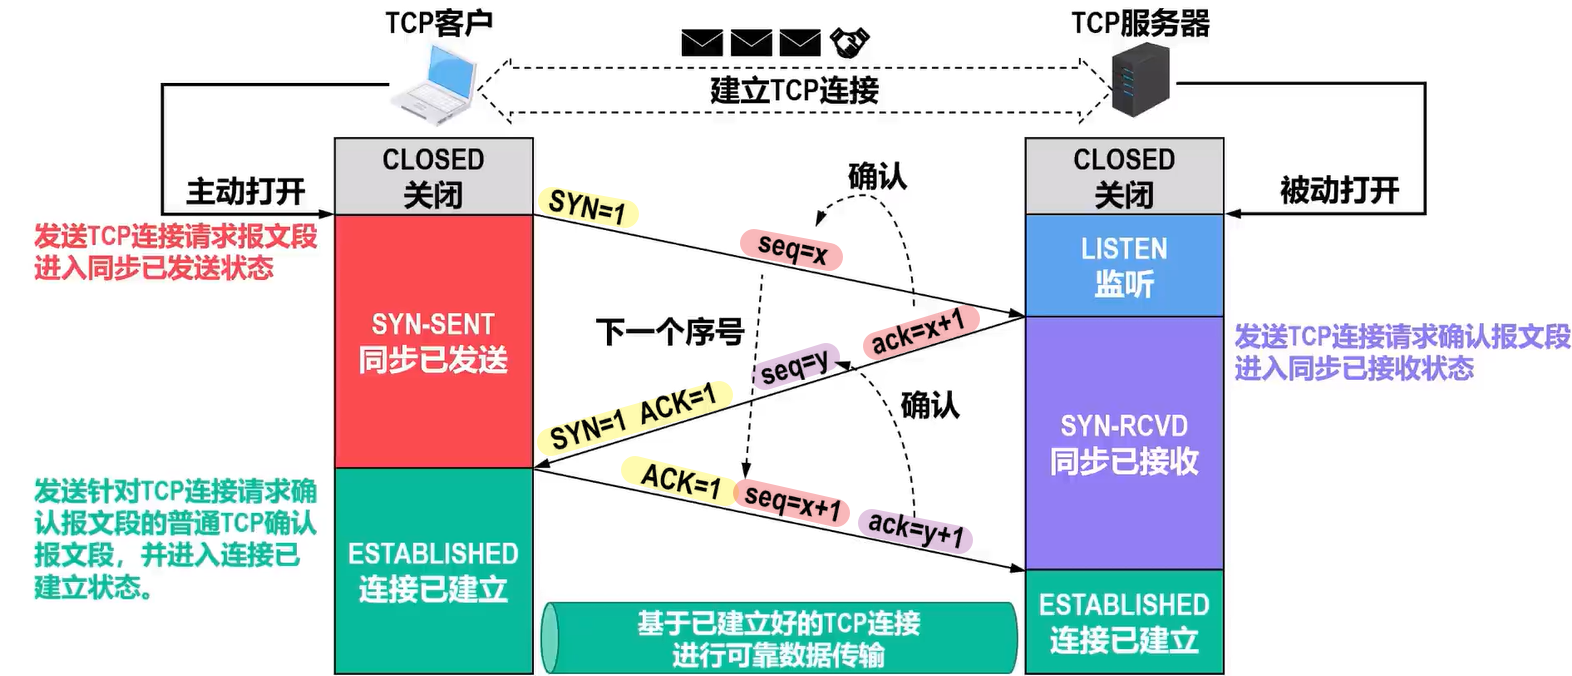 TCP客户
TCP服务器
建立TCP连接
CLOSED
关闭
CLOSED
关闭
主动打开
被动打开
确认
SYN=1
seq=x
发送TCP连接请求报文段
进入同步已发送状态
LISTEN
监听
SYN-SENT
同步已发送
下一个序号
ack=x+1
seq=y
SYN=1 ACK=1
发送TCP连接请求确认报文段
进入同步已接收状态
确认
SYN-RCVD
同步已接收
ACK=1
seq=x+1
ack=y+1
发送针对TCP连接请求确
认报文段的普通TCP确认
报文段，并进入连接已
建立状态。
ESTABLISHED
连接已建立
基于已建立好的TCP连接
进行可靠数据传输
ESTABLISHED
连接已建立